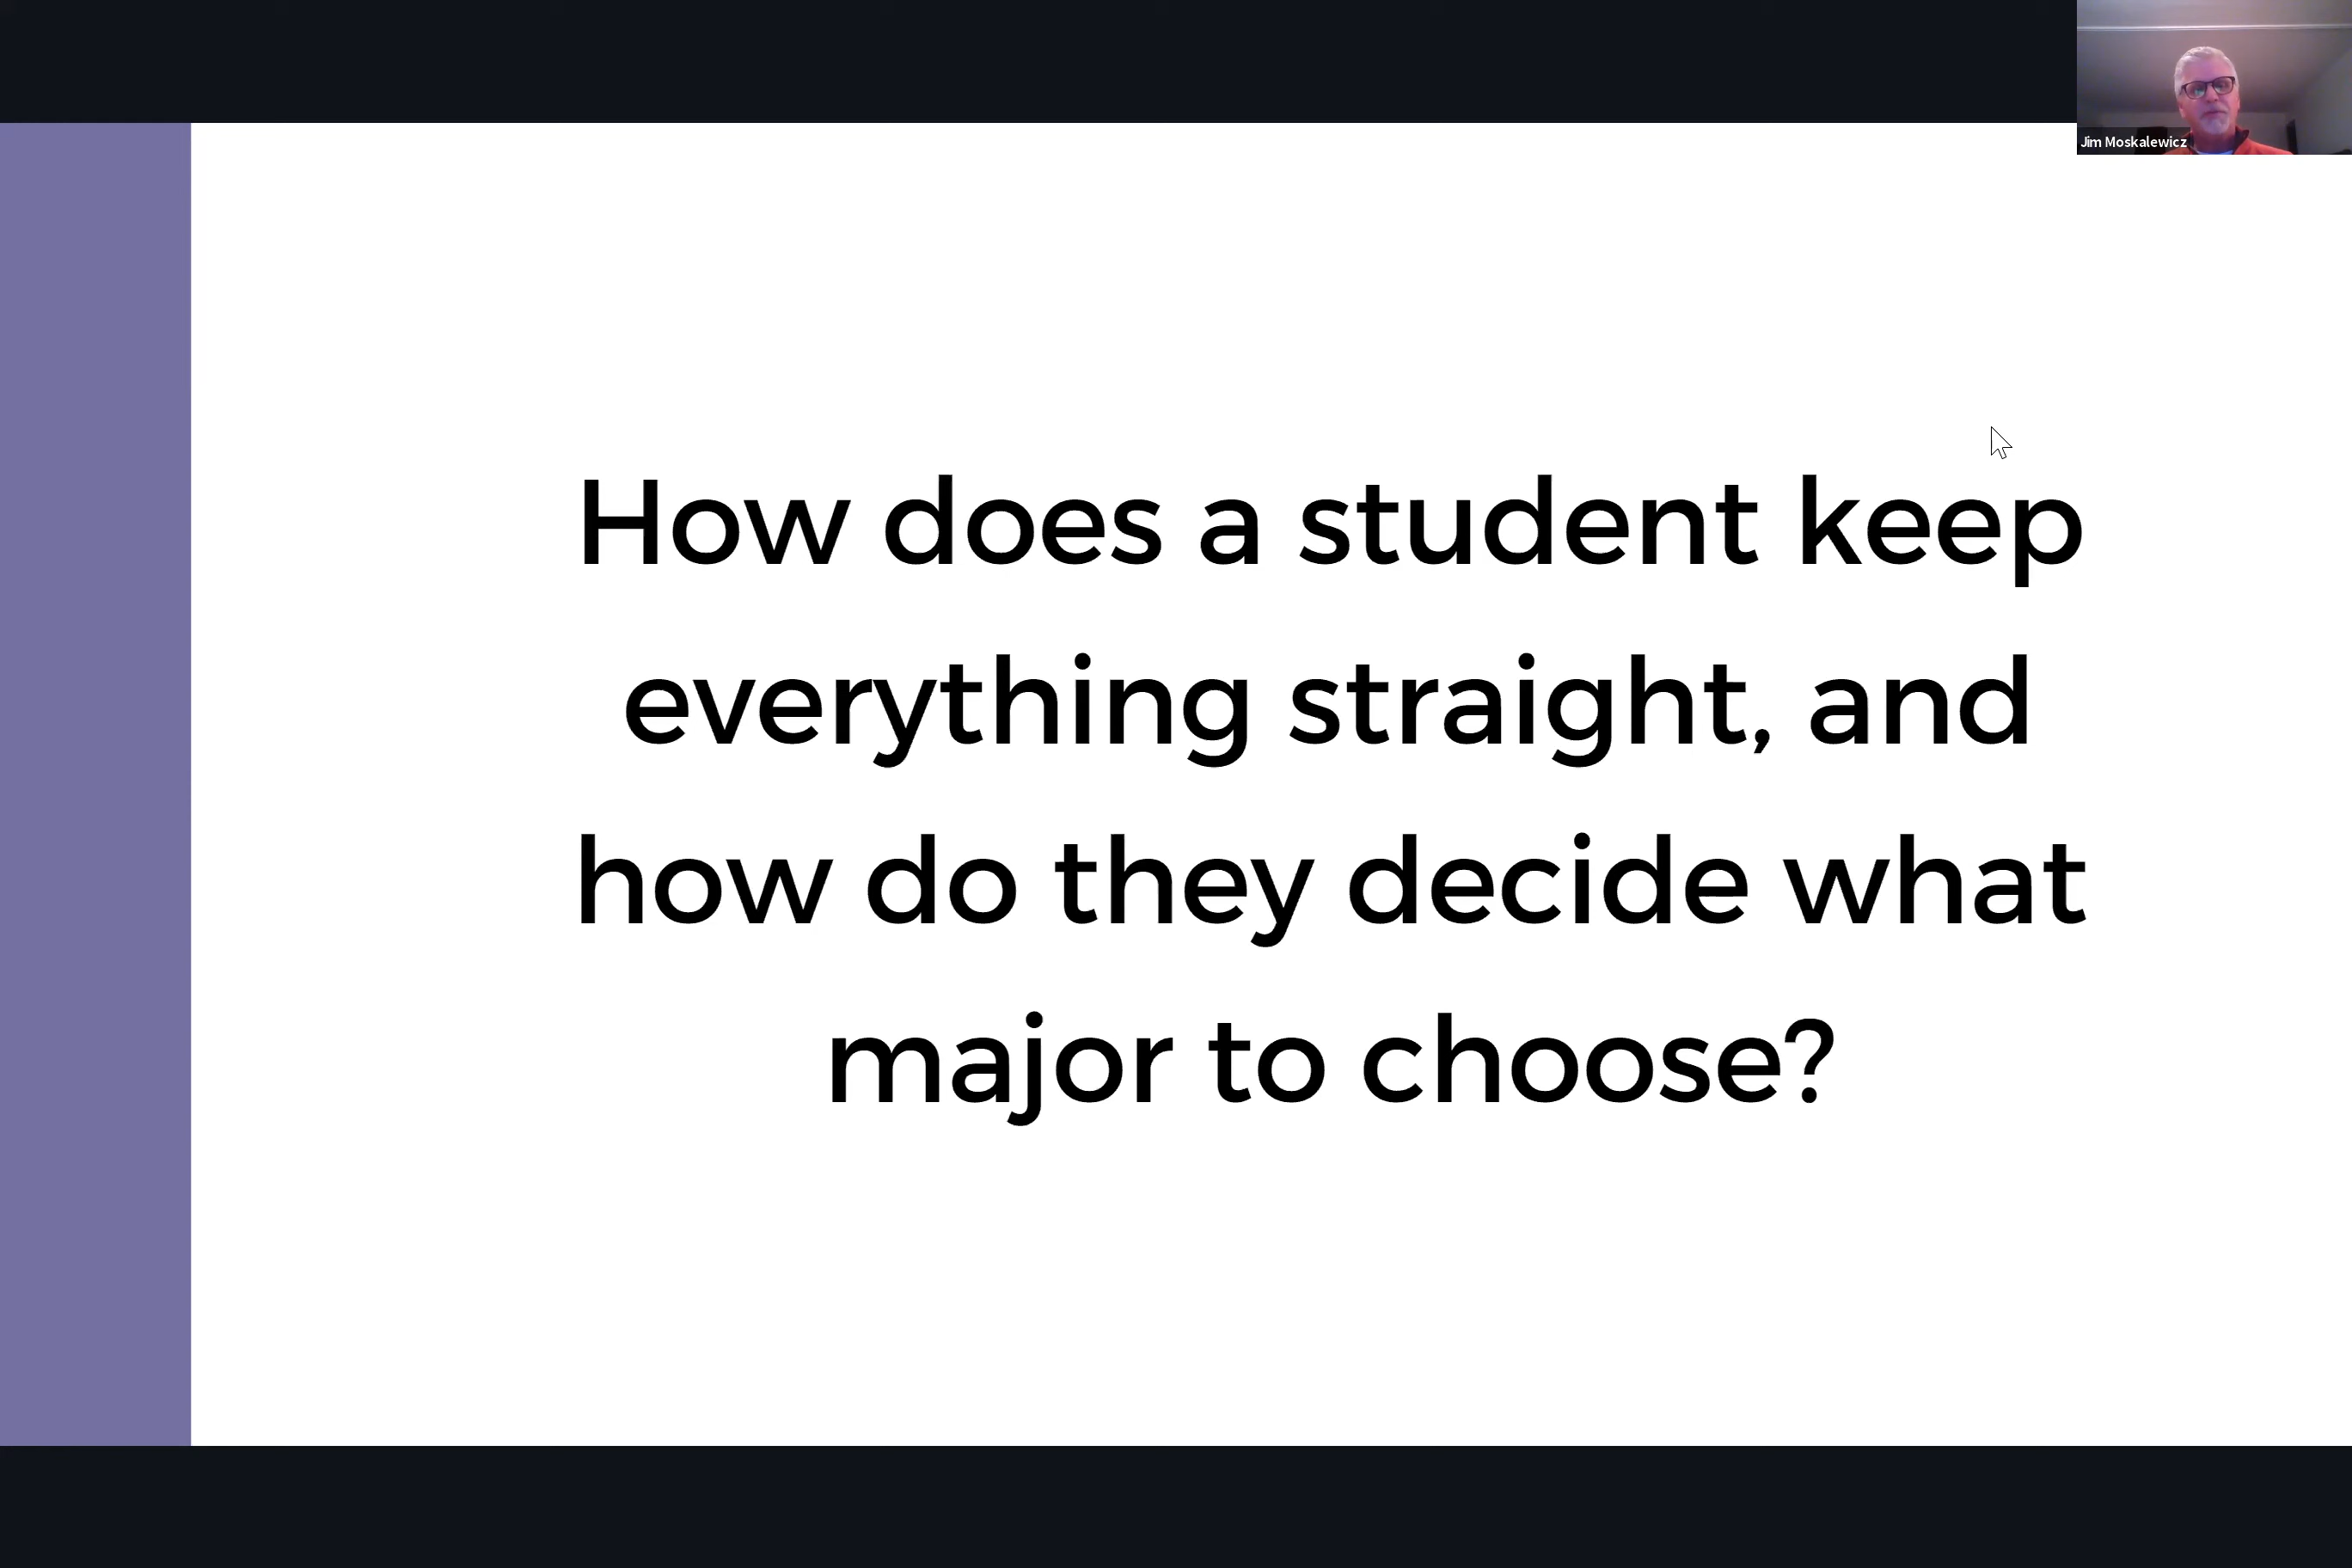 Jim Moskalewicz
How does a student keep
everything straight, and
how do they decide what
major to choose?